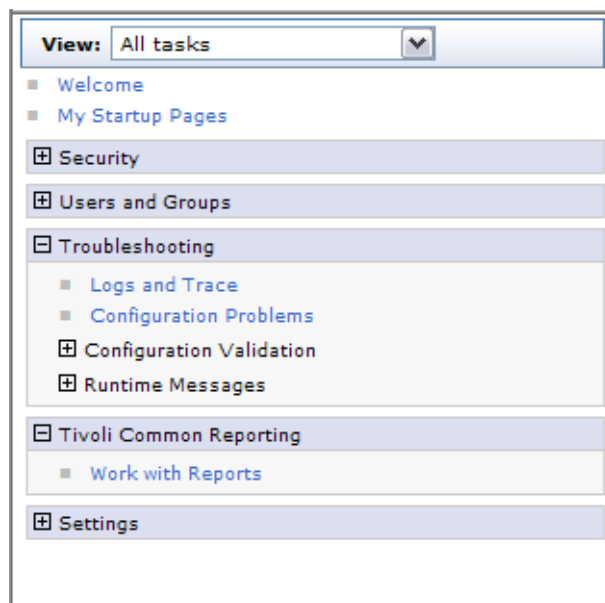 View: All tasks
Welcome
My Startup Pages
Security
Users and Groups
Troubleshooting
Logs and Trace
Configuration Problems
Configuration Validation
Runtime Messages
Tivoli Common Reporting
Work with Reports
Settings